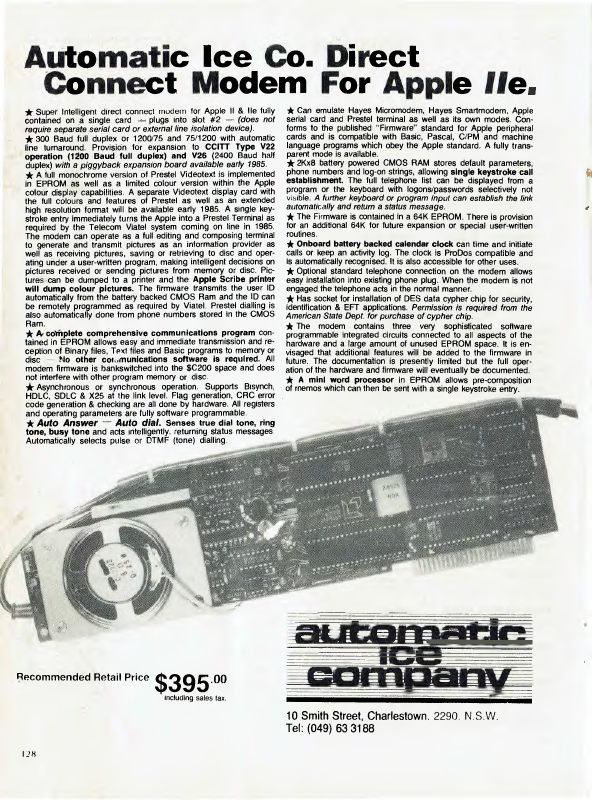 Automatic Ice Co. Direct
Connect Modem For Apple IIe.
★ Super Intelligent direct connect modem for Apple II & IIe fully
contained on a single card — plugs into slot #2 — (does not
require separate serial card or external line isolation device).
★ 300 Baud full duplex or 1200/75 and 75/1200 with automatic
line turnaround. Provision for expansion to CCITT Type V22
operation (1200 Baud full duplex) and V26 (2400 Baud half
duplex) with a piggyback expansion board available early 1985.
★ A full monochrome version of Prestel Videotext is implemented
in EPROM as well as a limited colour version within the Apple
colour display capabilities. A separate Videotext display card with
the full colours and features of Prestel as well as an extended
high resolution format will be available early 1985. A single key-
stroke entry immediately turns the Apple into a Prestel Terminal as
required by the Telecom Viatel system coming on line in 1985.
The modem can operate as a full editing and composing terminal
to generate and transmit pictures as an information provider as
well as receiving pictures, saving or retrieving to disc and oper-
ating under a user-written program, making intelligent decisions on
pictures received or sending pictures from memory or disc. Pic-
tures can be dumped to a printer and the Apple Scribe printer
will dump colour pictures. The firmware transmits the user ID
automatically from the battery backed CMOS Ram and the ID can
be remotely programed as required by Viatel. Prestel dialling is
also automatically done from phone numbers stored in the CMOS
Ram.
★ A complete comprehensive communications program con-
tained in EPROM allows easy and immediate transmission and re-
ception of Binary files, Text files and Basic programs to memory or
disc — No other communications software is required. All
modem firmware is bankswitched into the $C200 space and does
not interfere with other program memory or disc.
★ Asynchronous or synchronous operation. Supports Bisynch,
HDLC, SDLC & X25 at the link level. Flag generation, CRC error
code generation & checking are all done by hardware. All registers
and operating parameters are fully software programmable.
★ Auto Answer — Auto dial. Senses true dial tone, ring
tone, busy tone and acts intelligently, returning status messages
Automatically selects pulse or DTMF (tone) dialling.
★ Can emulate Hayes Micromodem, Hayes Smartmodem, Apple
serial card and Prestel terminal as well as its own modes. Con-
forms to the published "Firmware" standard for Apple peripheral
cards and is compatible with Basic, Pascal, C/PM and machine
language programs which obey the Apple standard. A fully trans-
parent mode is available.
★ 2Kx8 battery powered CMOS RAM stores default parameters,
phone numbers and log-on strings, allowing single keystroke call
establishment. The full telephone list can be displayed from a
program or the keyboard with logons/passwords selectively not
visible. A further keyboard or program input can establish the link
automatically and return a status message.
★ The Firmware is contained in a 64K EPROM. There is provision
for an additional 64K for future expansion or special user-written
routines.
★ Onboard battery backed calendar clock can time and initiate
calls or keep an activity log. The clock is ProDos compatible and
is automatically recognised. It is also accessible for other uses.
★ Optional standard telephone connection on the modem allows
easy installation into existing phone plug. When the modem is not
engaged the telephone acts in the normal manner.
★ Has socket for installation of DES data cypher chip for security,
identification & EFT applications. Permission is required from the
American State Dept. for purchase of cypher chip.
★ The modem contains three very sophisticated software
programmable integrated circuits connected to all aspects of the
hardware and a large amount of unused EPROM space. It is en-
visaged that additional features will be added to the firmware in
future. The documentation is presently limited but the full oper-
ation of the hardware and firmware will eventually be documented.
★ A mini word processor in EPROM allows pre-composition
of memos which can then be sent with a single keystroke entry.
automatic
ice
company
Recommended Retail Price $395.00
including sales tax.
10 Smith Street, Charlestown. 2290. N.S.W.
Tel: (049) 63 3188
128